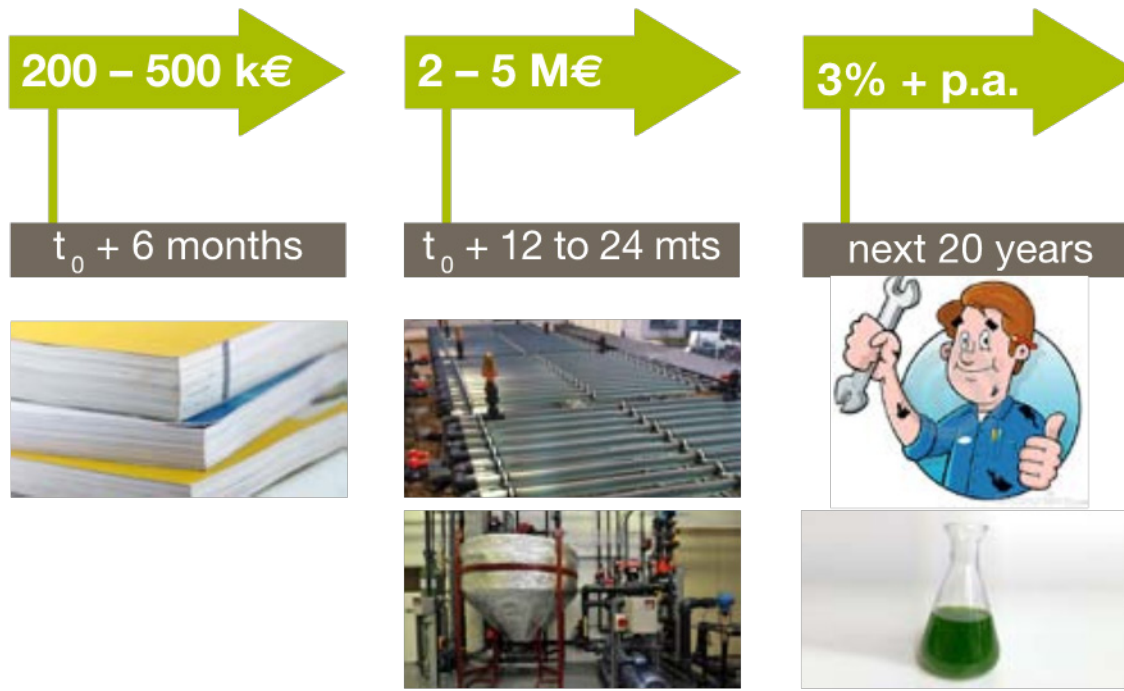 200 – 500 k€
2 – 5 M€
3% + p.a.
t0 + 6 months
t0 + 12 to 24 mts
next 20 years